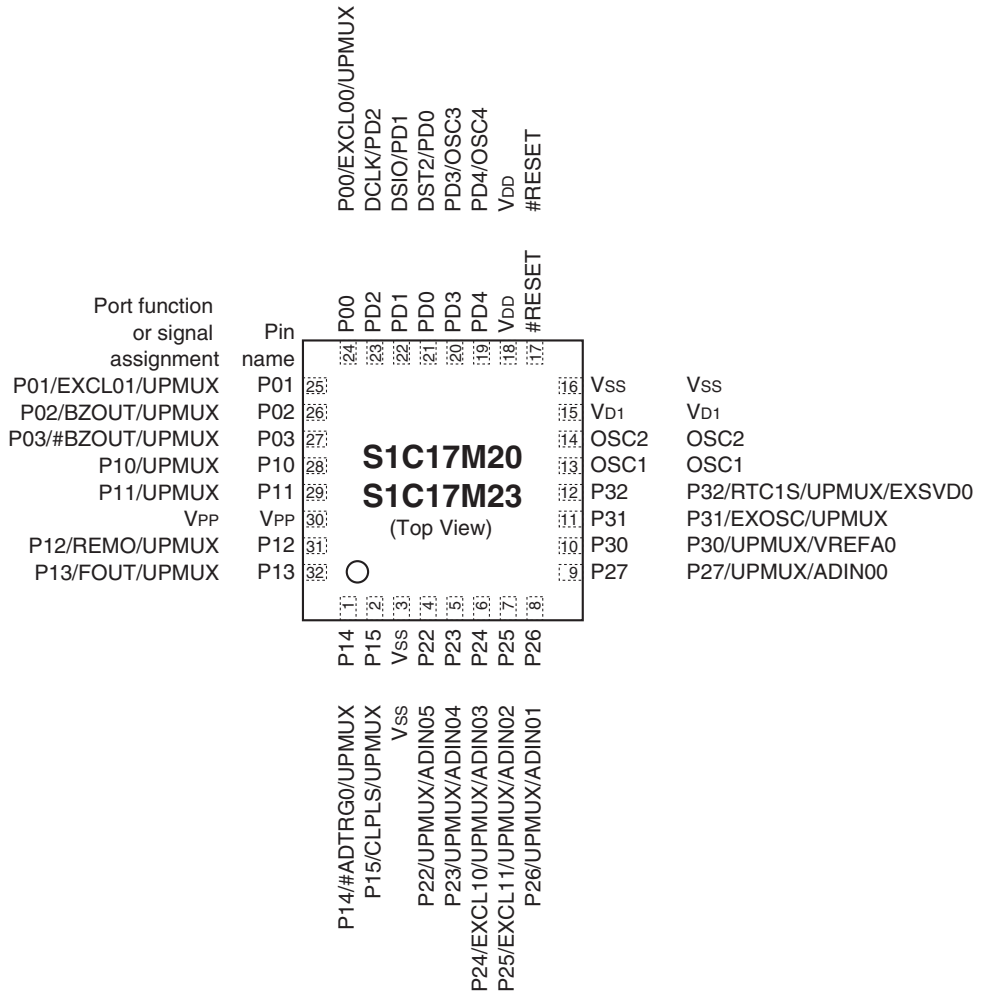 P00/EXCL00/UPMUX
DCLK/PD2
DSIO/PD1
DST2/PD0
PD3/OSC3
PD4/OSC4
VDD
#RESET
P00
PD2
PD1
PD0
PD3
PD4
VDD
#RESET
Port function
or signal
assignment
Pin
name
24
23
22
21
20
19
18
17
P01/EXCL01/UPMUX P01 25
P02/BZOUT/UPMUX P02 26
P03/#BZOUT/UPMUX P03 27
P10/UPMUX P10 28
P11/UPMUX P11 29
VPP VPP 30
P12/REMO/UPMUX P12 31
P13/FOUT/UPMUX P13 32
S1C17M20
S1C17M23
(Top View)
16 VSS VSS
15 VD1 VD1
14 OSC2 OSC2
13 OSC1 OSC1
12 P32 P32/RTC1S/UPMUX/EXSVD0
11 P31 P31/EXOSC/UPMUX
10 P30 P30/UPMUX/VREFA0
9 P27 P27/UPMUX/ADIN00
1
2
3
4
5
6
7
8
P14
P15
VSS
P22
P23
P24
P25
P26
P14/#ADTRG0/UPMUX
P15/CLPLS/UPMUX
VSS
P22/UPMUX/ADIN05
P23/UPMUX/ADIN04
P24/EXCL10/UPMUX/ADIN03
P25/EXCL11/UPMUX/ADIN02
P26/UPMUX/ADIN01